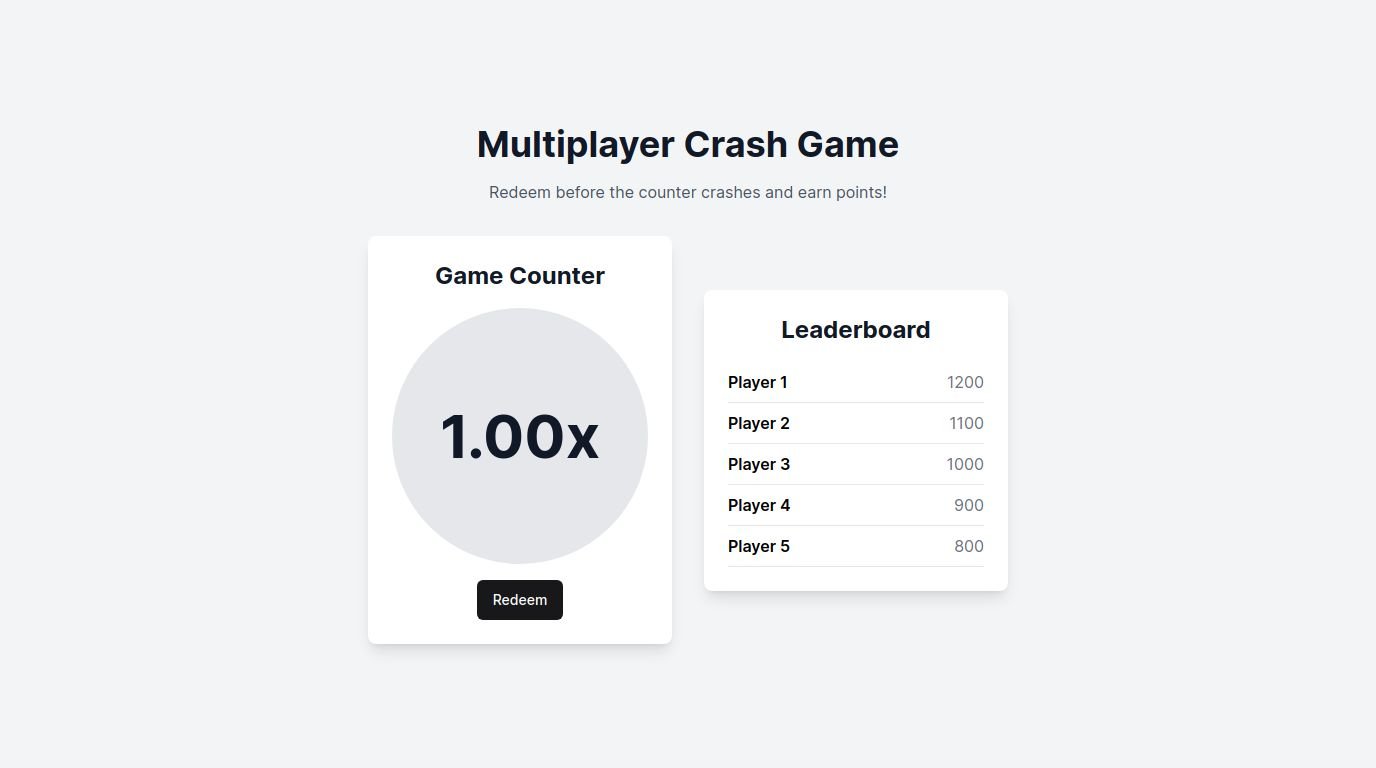 Multiplayer Crash Game
Redeem before the counter crashes and earn points!
Game Counter
1.00x
Redeem
Leaderboard
Player 1 1200
Player 2 1100
Player 3 1000
Player 4 900
Player 5 800